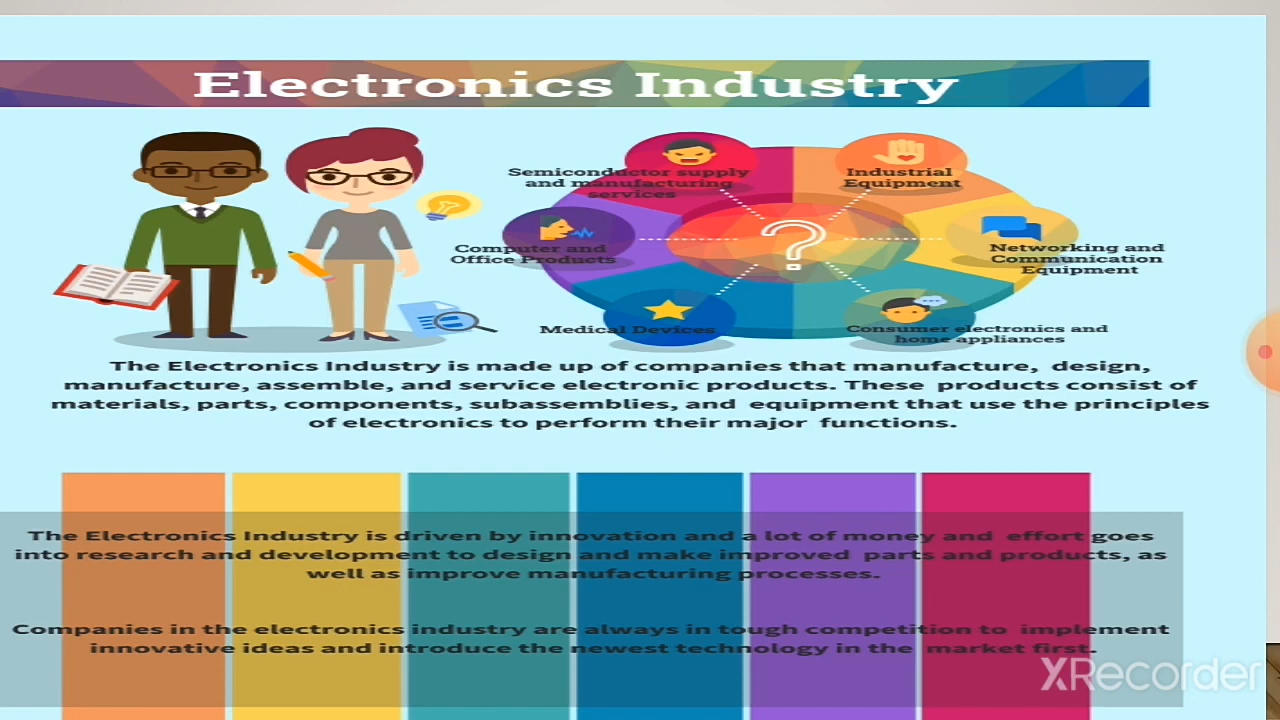 Electronics Industry
Semiconductor supply
and manufacturing
services
Industrial
Equipment
Computer and
Office Products
Networking and
Communication
Equipment
Medical Devices
Consumer electronics and
home appliances
?
The Electronics Industry is made up of companies that manufacture, design,
manufacture, assemble, and service electronic products. These products consist of
materials, parts, components, subassemblies, and equipment that use the principles
of electronics to perform their major functions.
The Electronics Industry is driven by innovation and a lot of money and effort goes
into research and development to design and make improved parts and products, as
well as improve manufacturing processes.
Companies in the electronics industry are always in tough competition to implement
innovative ideas and introduce the newest technology in the market first.
XRecorder